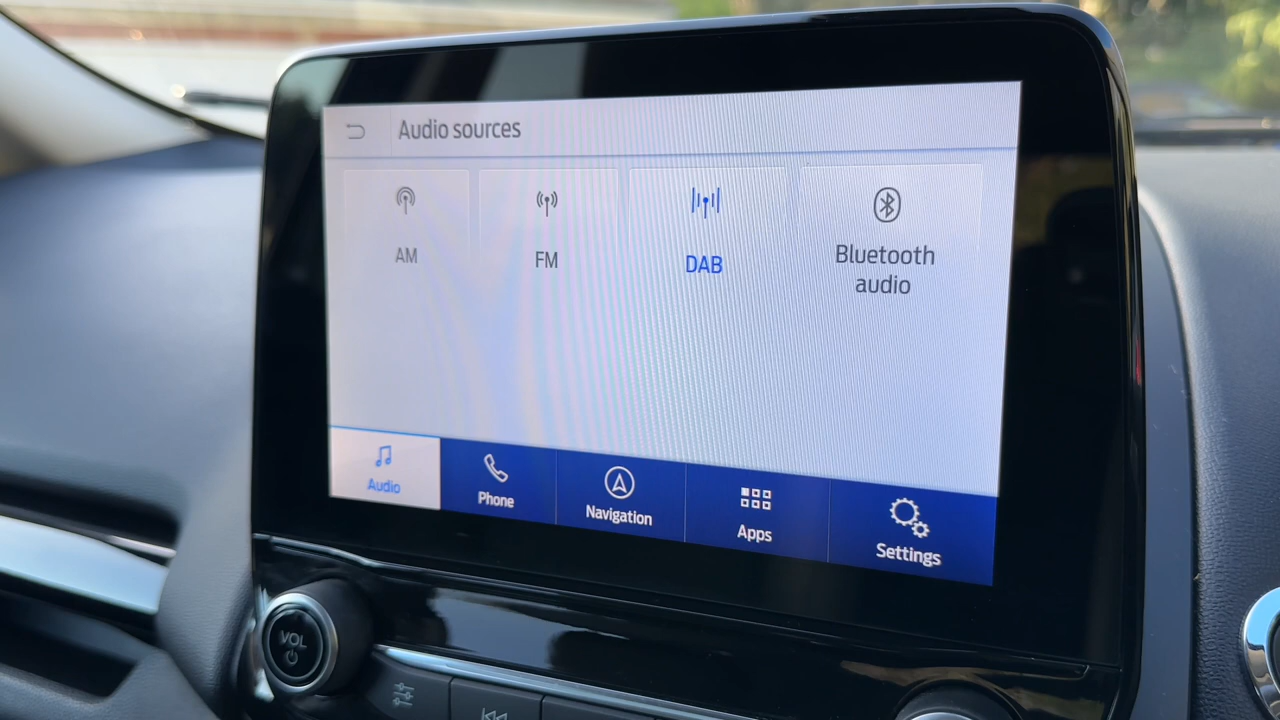 Audio sources
AM
FM
DAB
Bluetooth
audio
Audio
Phone
Navigation
Apps
Settings
VOL